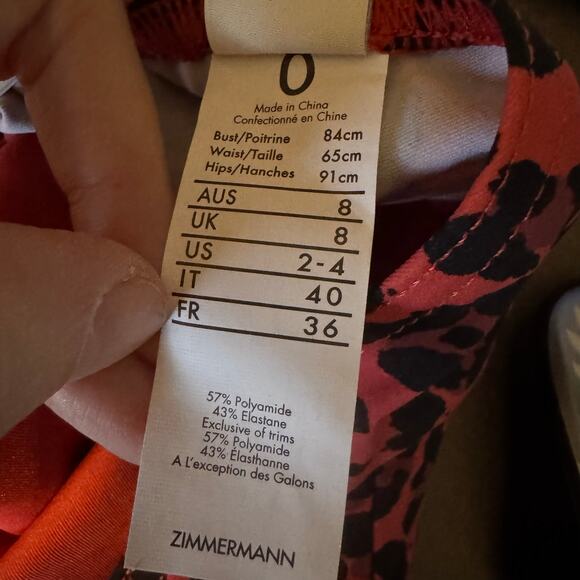 0
Made in China
Confectionné en Chine
Bust/Poitrine 84cm
Waist/Taille 65cm
Hips/Hanches 91cm
AUS 8
UK 8
US 2-4
IT 40
FR 36
57% Polyamide
43% Elastane
Exclusive of trims
57% Polyamide
43% Élasthanne
A L'exception des Galons
ZIMMERMANN